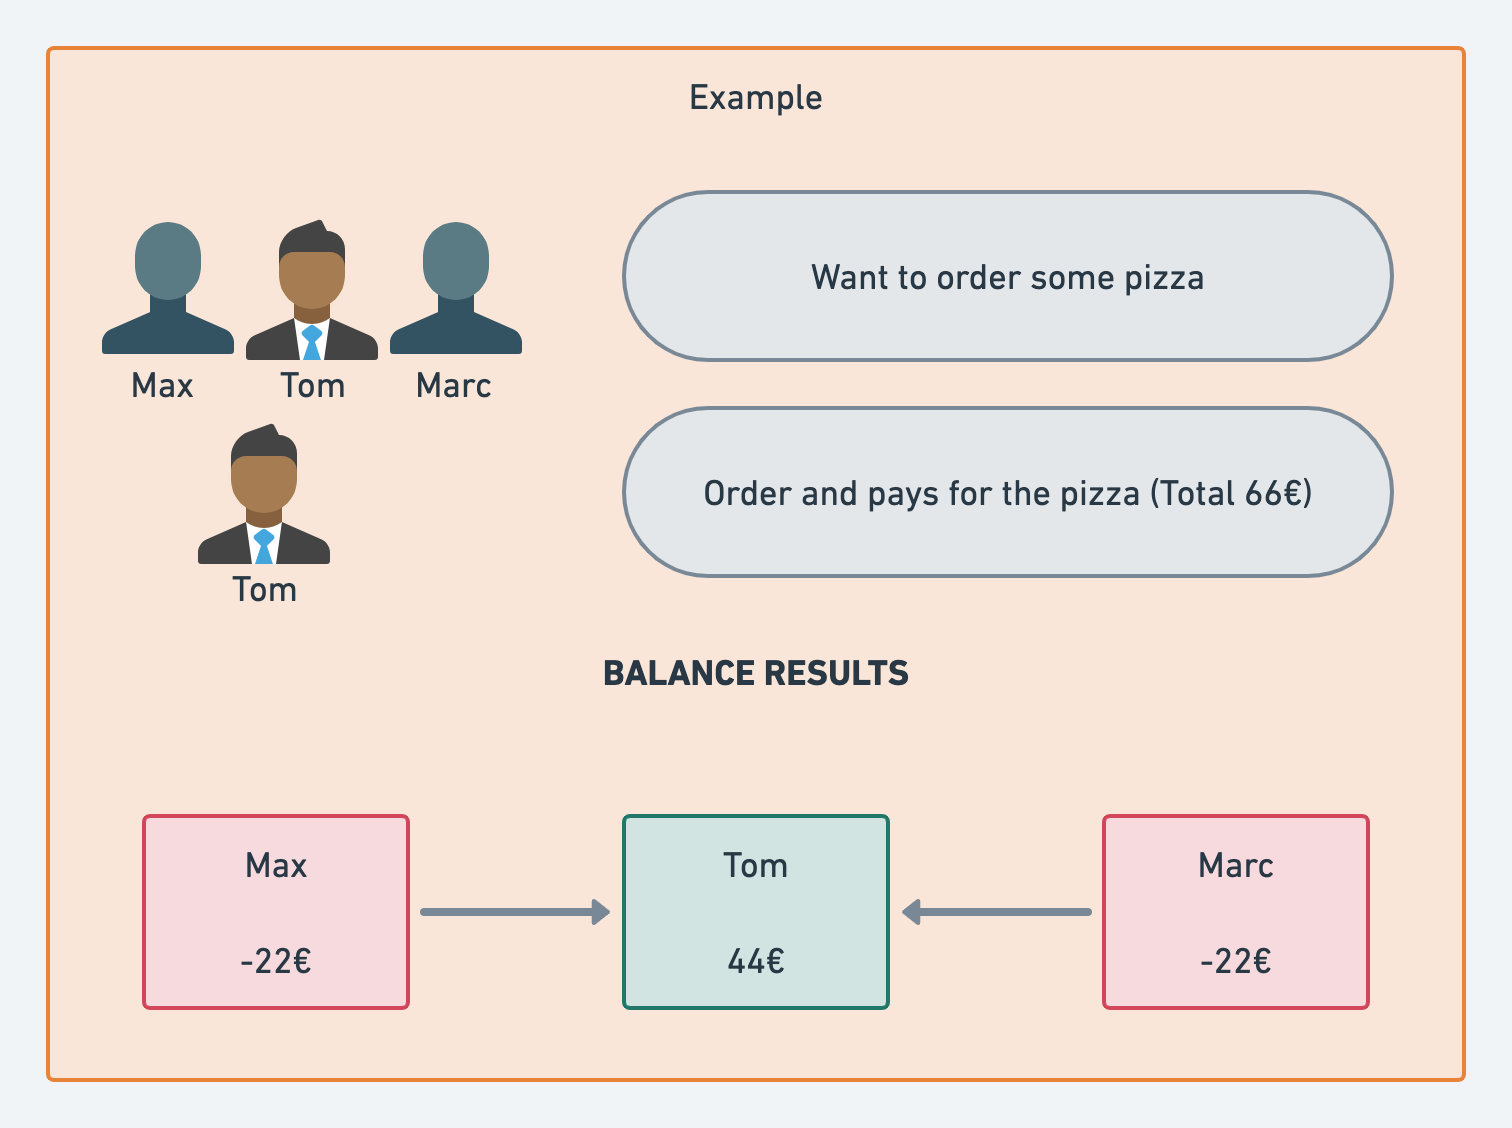 Example
Want to order some pizza
Max
Tom
Marc
Order and pays for the pizza (Total 66€)
Tom
BALANCE RESULTS
Max
-22€
Tom
44€
Marc
-22€